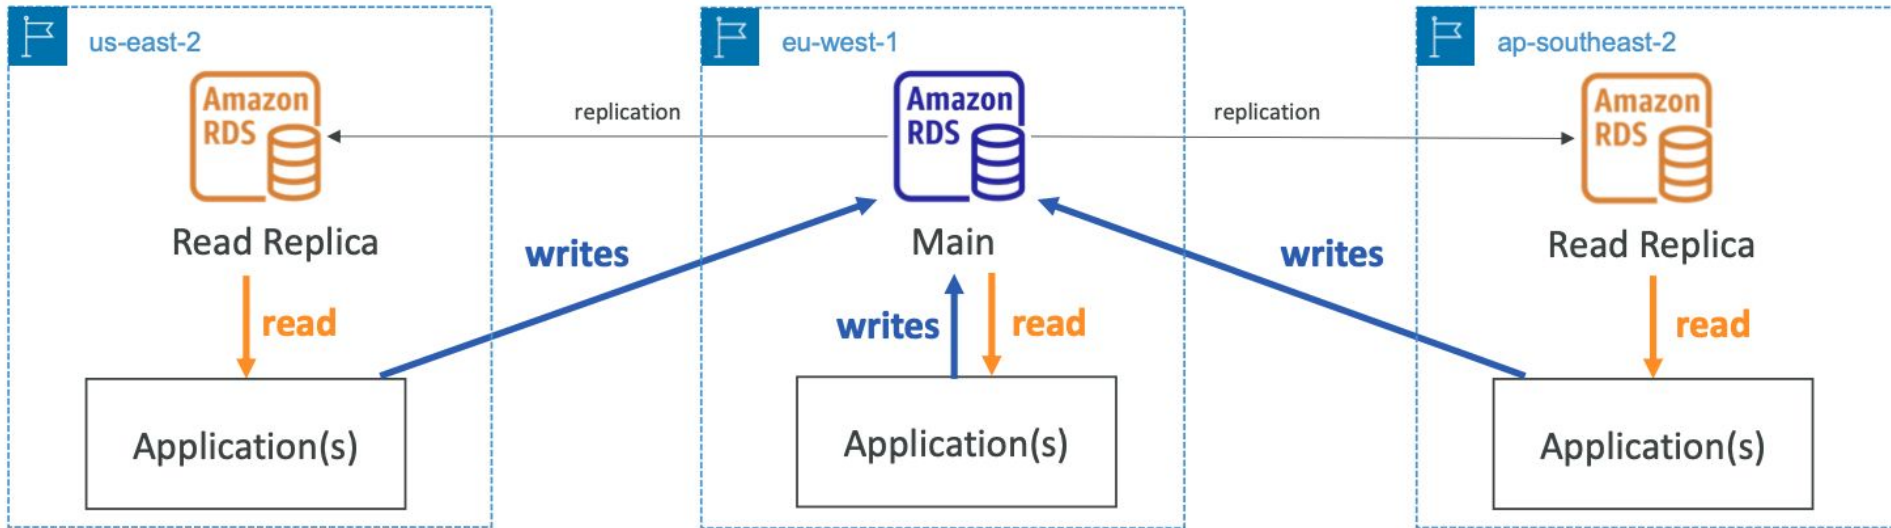 us-east-2
eu-west-1
ap-southeast-2
Amazon
RDS
replication
Amazon
RDS
replication
Amazon
RDS
Read Replica
writes
Main
writes
Read Replica
read
writes
read
read
Application(s)
Application(s)
Application(s)